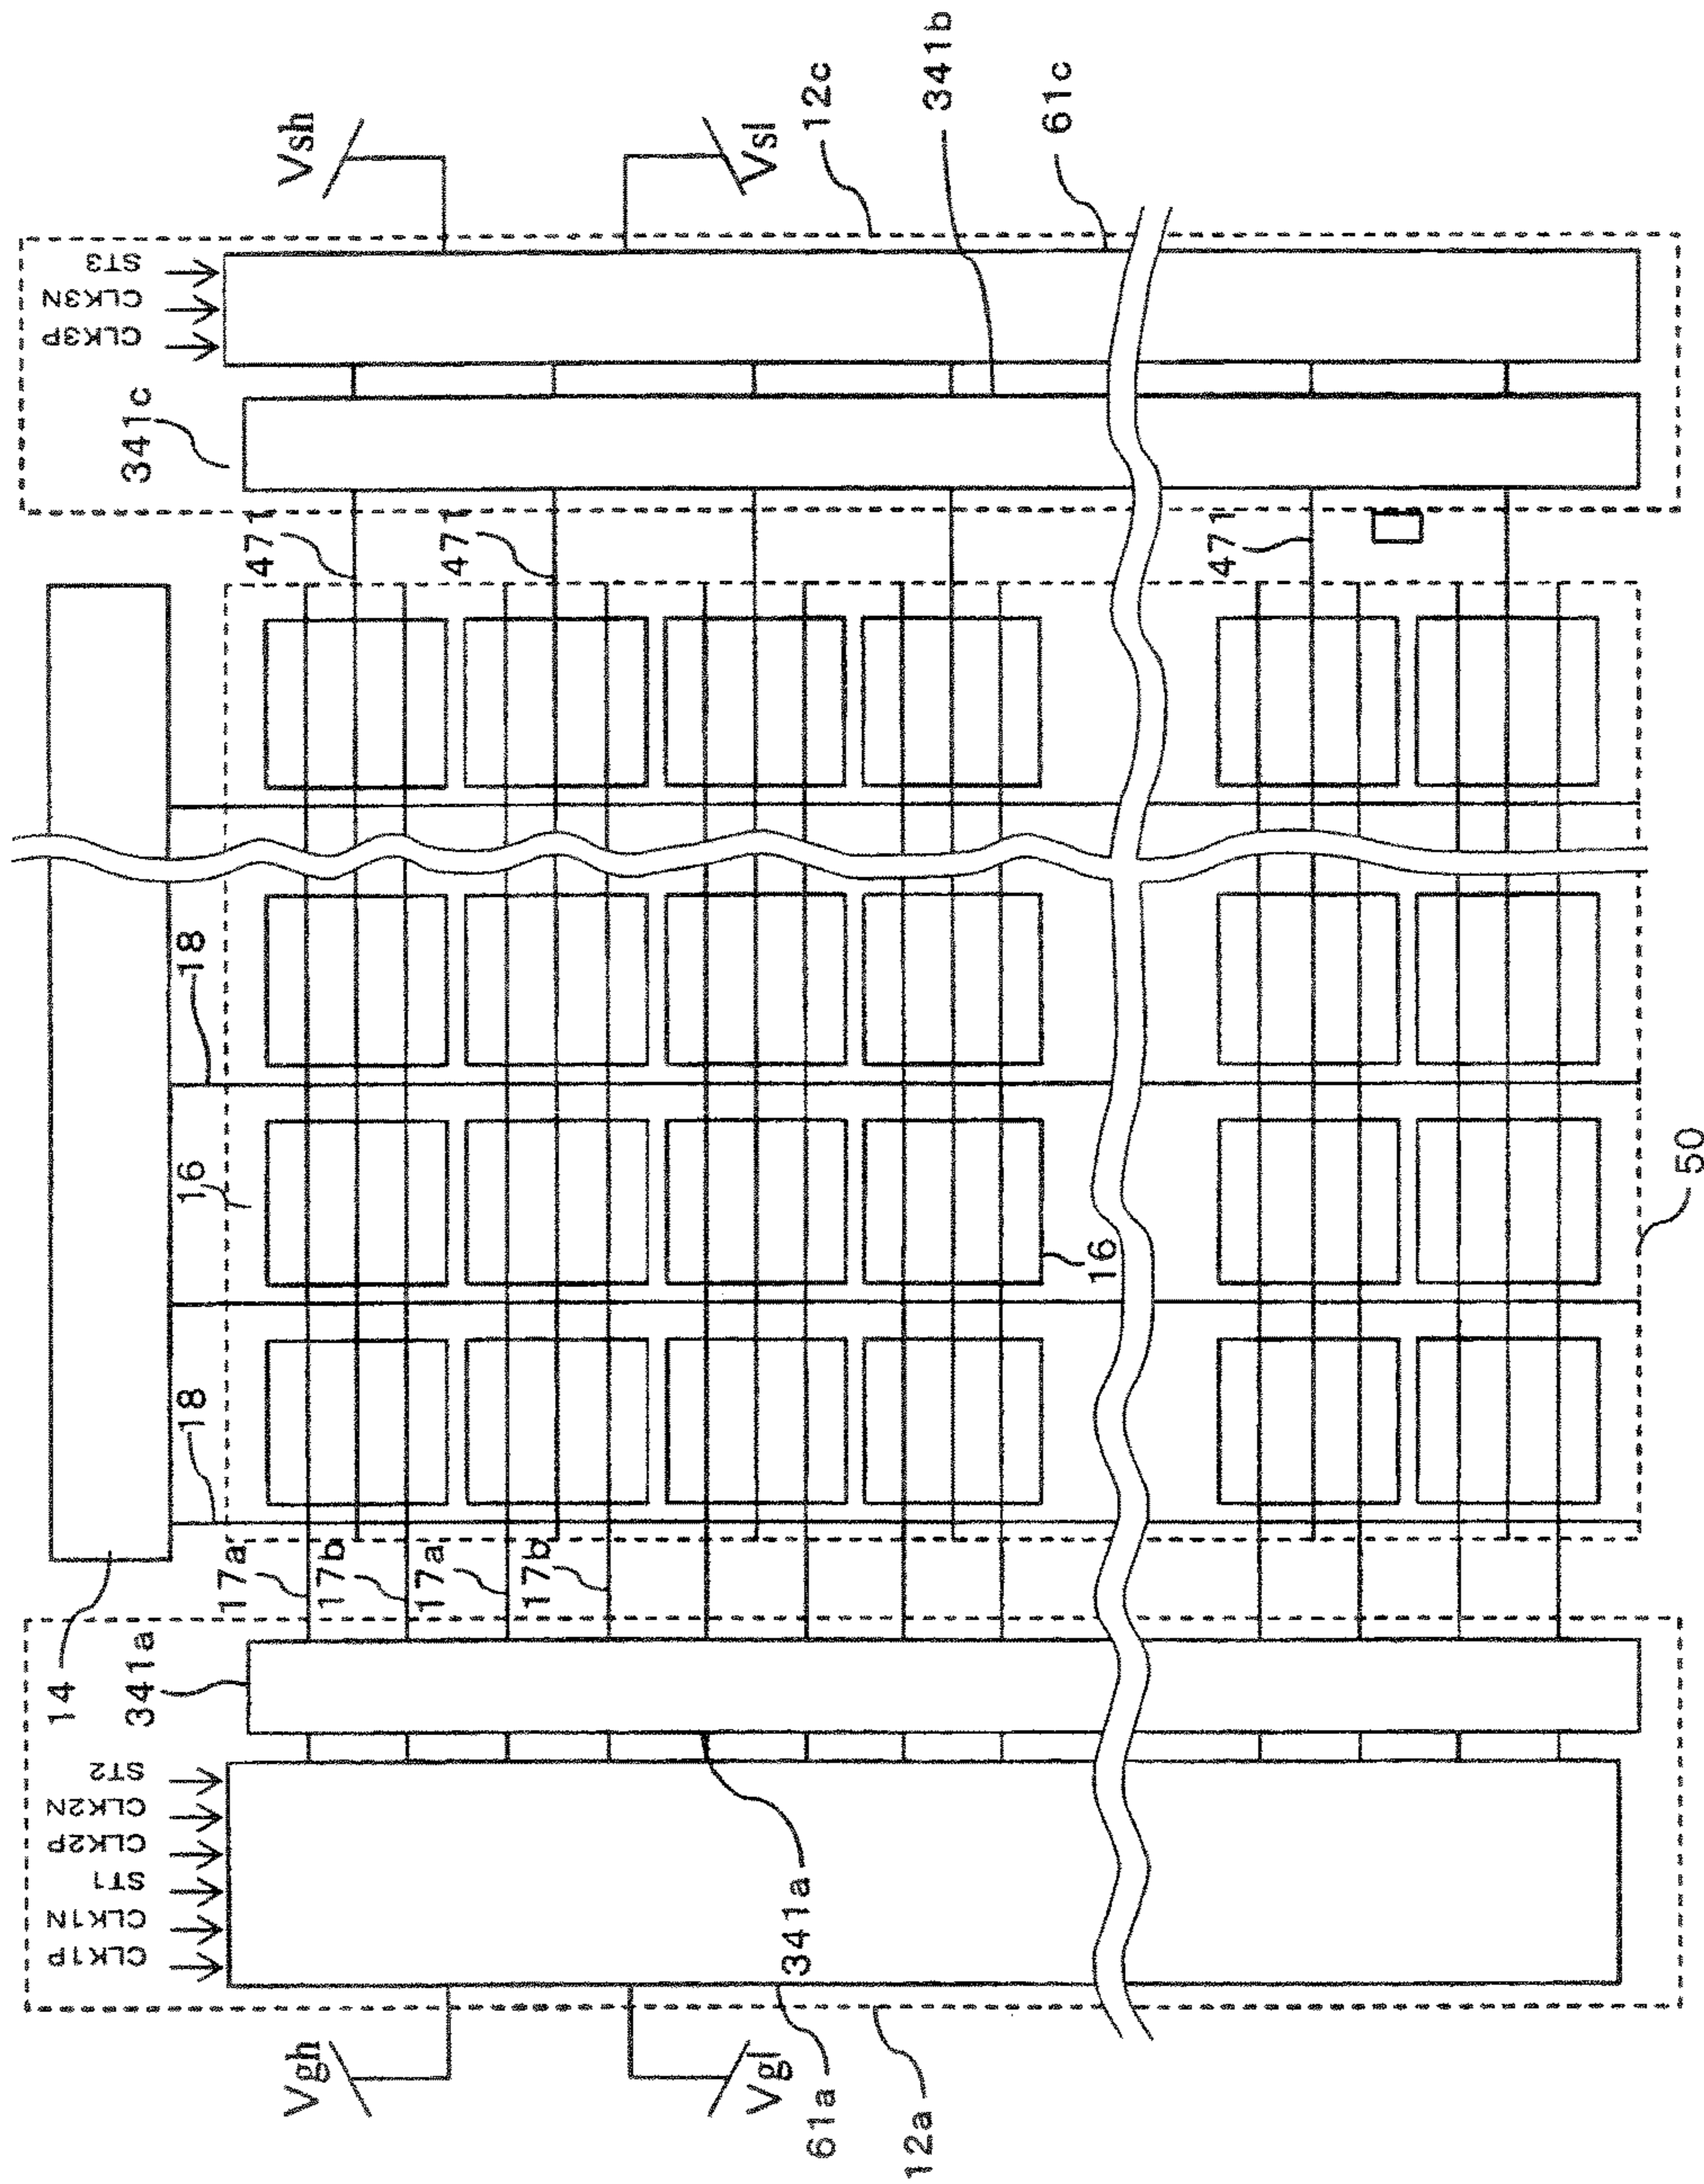 Vsh
Vsl
12c
341b
61c
ST3
CLK3N
CLK3P
341c
471
471
471
18
16
16
50
18
17a
17b
17a
17b
14
341a
ST2
CLK2N
CLK2P
ST1
CLK1N
CLK1P
341a
Vgh
Vgl
61a
12a